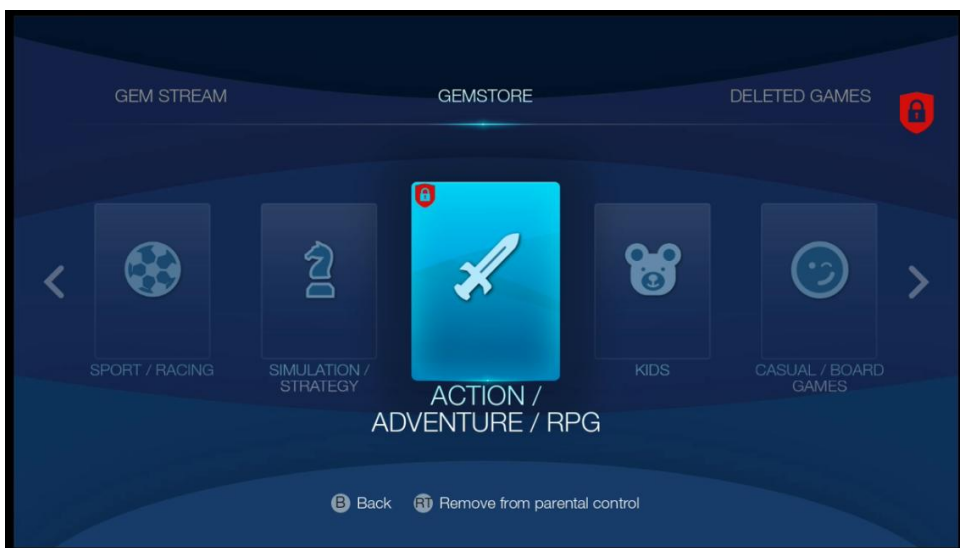 GEM STREAM
GEMSTORE
DELETED GAMES
SPORT / RACING
SIMULATION /
STRATEGY
ACTION /
ADVENTURE / RPG
KIDS
CASUAL / BOARD
GAMES
B Back RT Remove from parental control